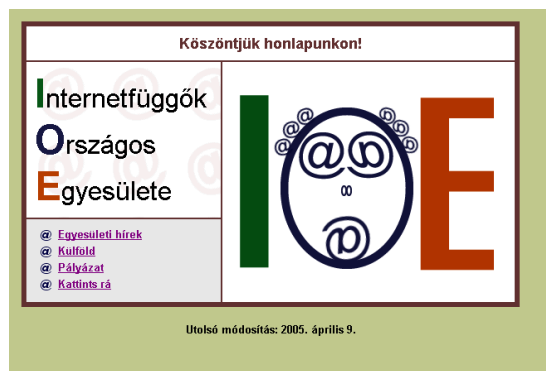 Köszöntjük honlapunkon!
Internetfüggők
Országos
Egyesülete
I O E
@ Egyesületi hírek
@ Külföld
@ Pályázat
@ Kattints rá
Utolsó módosítás: 2005. április 9.